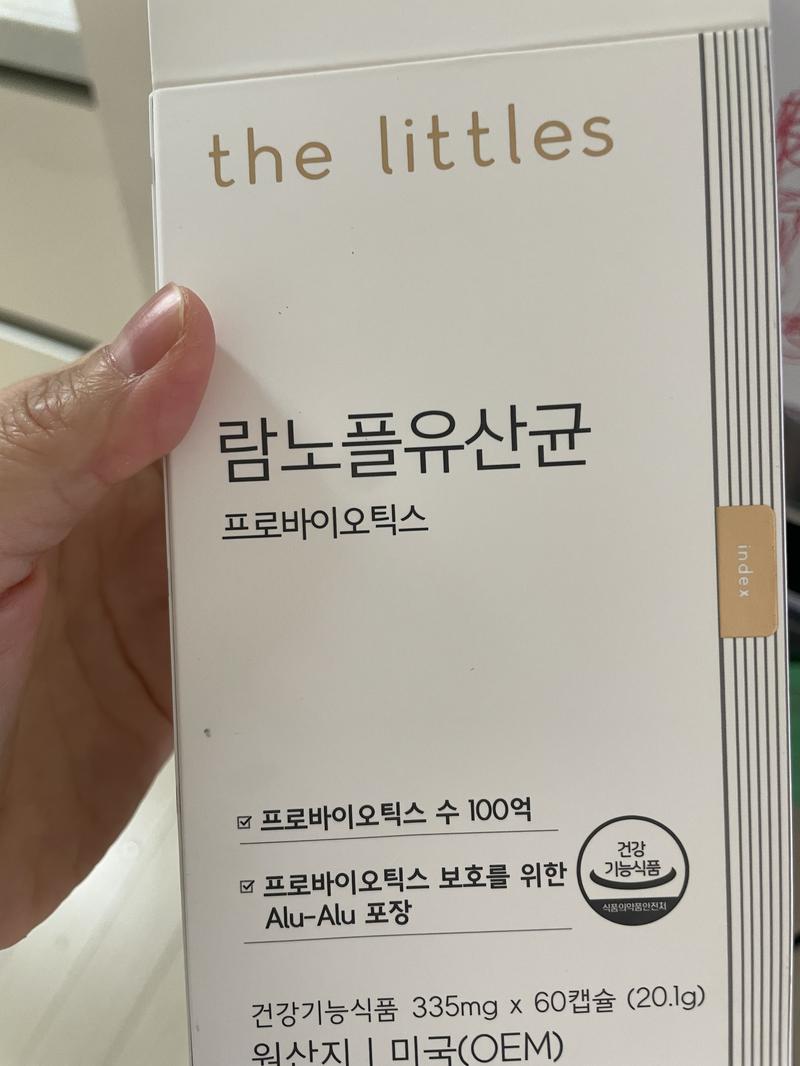 the littles
람노플유산균
프로바이오틱스
index
프로바이오틱스 수 100억
프로바이오틱스 보호를 위한
Alu-Alu 포장
건강
기능식품
식품의약품안전처
건강기능식품 335mg x 60캡슐 (20.1g)
원산지 | 미국(OEM)